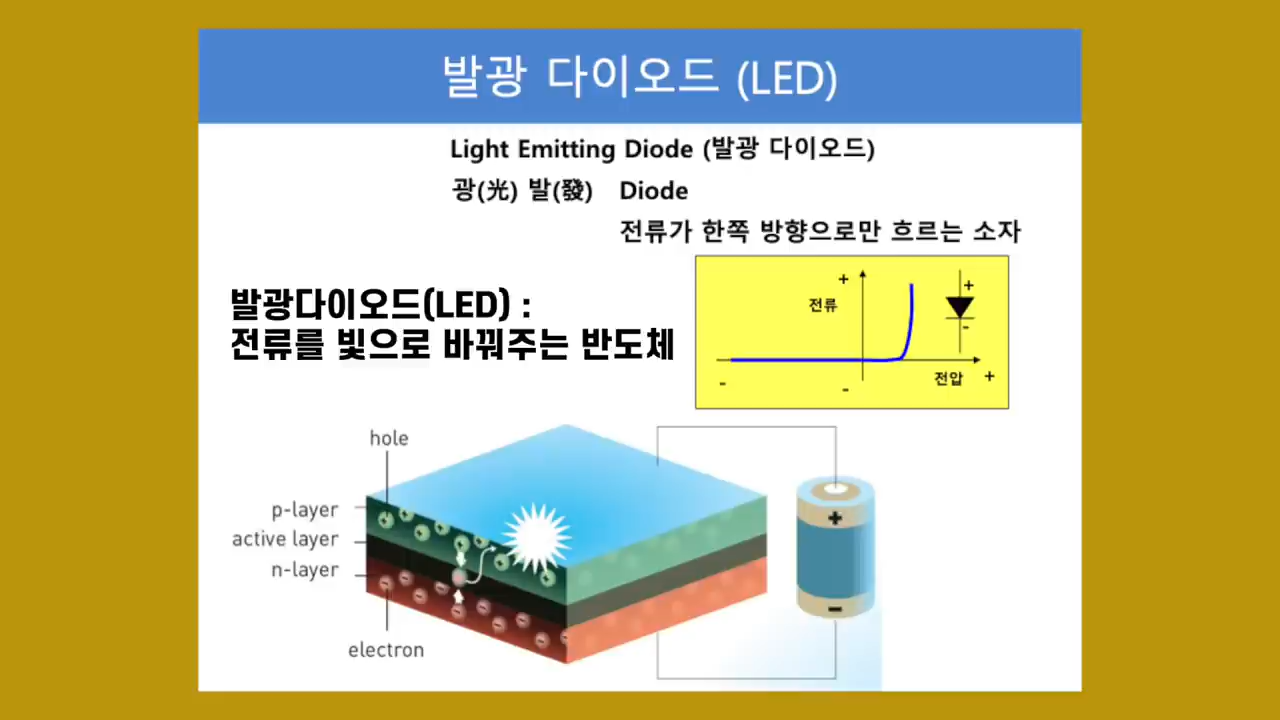 발광 다이오드 (LED)
Light Emitting Diode (발광 다이오드)
광(光) 발(發) Diode
전류가 한쪽 방향으로만 흐르는 소자
발광다이오드(LED) :
전류를 빛으로 바꿔주는 반도체
+
전류
+
-
전압 +
-
-
hole
p-layer
active layer
n-layer
electron
+
-